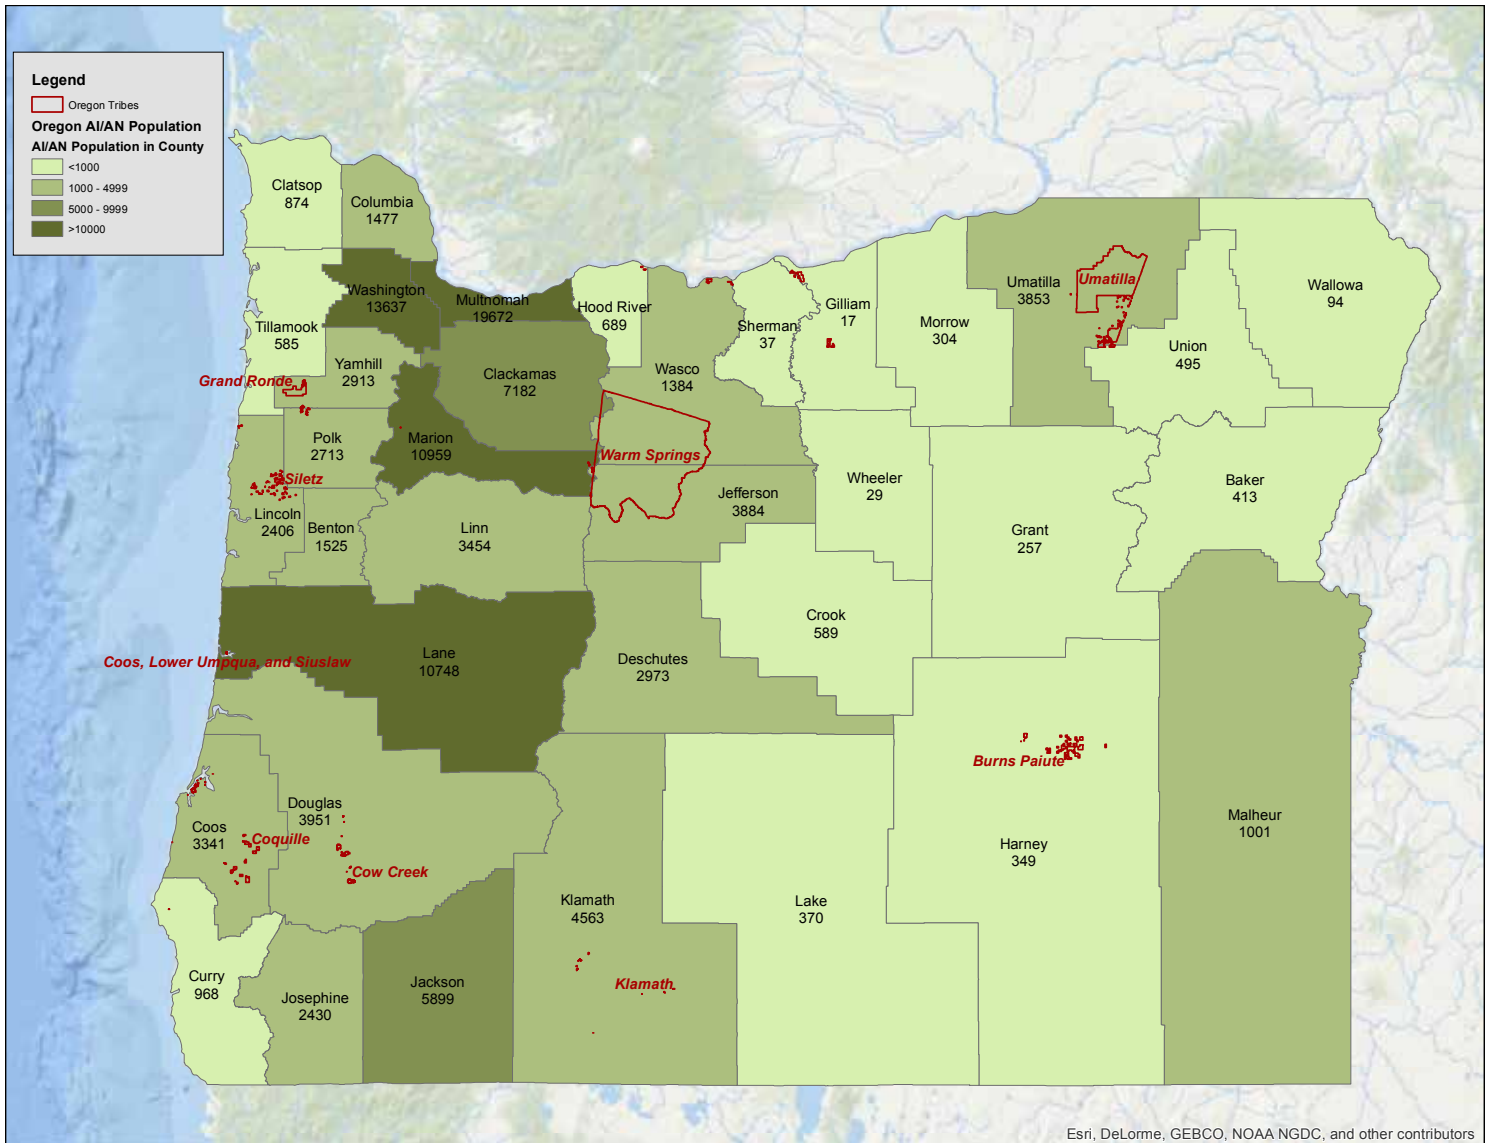 Legend
Oregon Tribes
Oregon AI/AN Population
AI/AN Population in County
<1000
1000 - 4999
5000 - 9999
>10000
Clatsop
874
Columbia
1477
Washington
13637
Multnomah
19672
Hood River
689
Tillamook
585
Yamhill
2913
Clackamas
7182
Wasco
1384
Sherman
37
Gilliam
17
Morrow
304
Umatilla
3853
Umatilla
Union
495
Wallowa
94
Grand Ronde
Polk
2713
Marion
10959
Warm Springs
Siletz
Lincoln
2406
Benton
1525
Linn
3454
Jefferson
3884
Wheeler
29
Grant
257
Baker
413
Crook
589
Lane
10748
Coos, Lower Umpqua, and Siuslaw
Deschutes
2973
Burns Paiute
Malheur
1001
Douglas
3951
Coos
3341
Coquille
Cow Creek
Harney
349
Klamath
4563
Lake
370
Curry
968
Josephine
2430
Jackson
5899
Klamath
Esri, DeLorme, GEBCO, NOAA NGDC, and other contributors